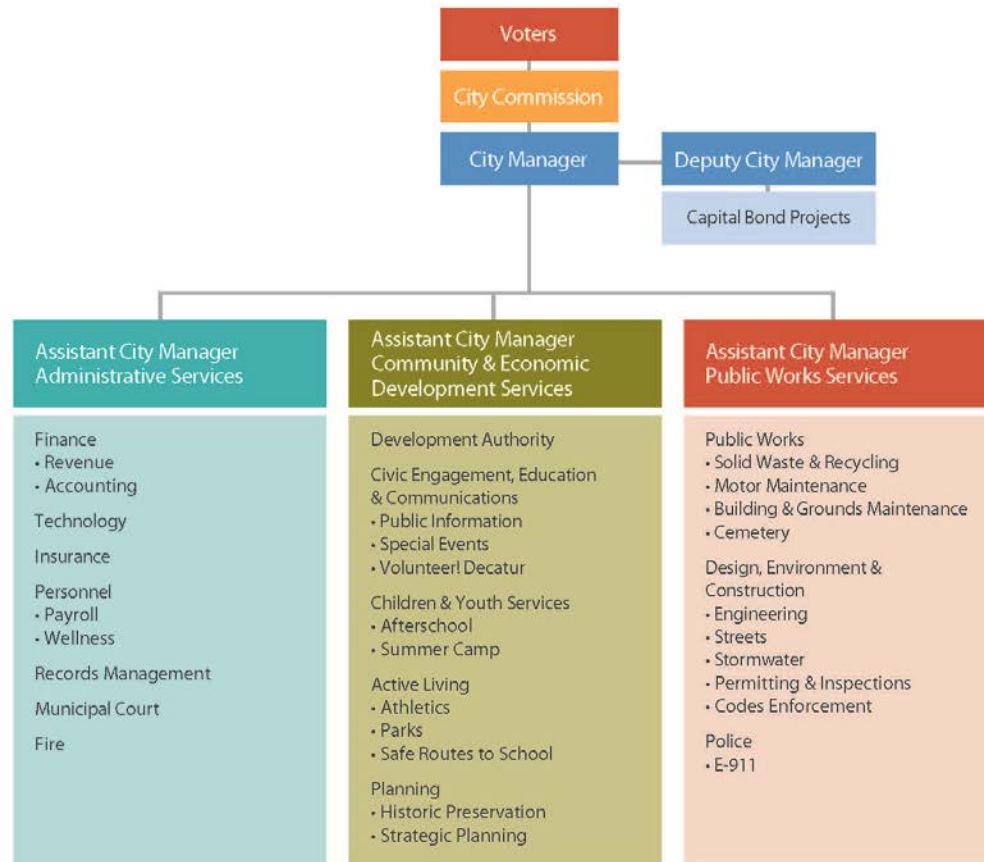 Voters
City Commission
City Manager
Deputy City Manager
Capital Bond Projects
Assistant City Manager
Administrative Services
Finance
• Revenue
• Accounting
Technology
Insurance
Personnel
• Payroll
• Wellness
Records Management
Municipal Court
Fire
Assistant City Manager
Community & Economic
Development Services
Development Authority
Civic Engagement, Education
& Communications
• Public Information
• Special Events
• Volunteer! Decatur
Children & Youth Services
• Afterschool
• Summer Camp
Active Living
• Athletics
• Parks
• Safe Routes to School
Planning
• Historic Preservation
• Strategic Planning
Assistant City Manager
Public Works Services
Public Works
• Solid Waste & Recycling
• Motor Maintenance
• Building & Grounds Maintenance
• Cemetery
Design, Environment &
Construction
• Engineering
• Streets
• Stormwater
• Permitting & Inspections
• Codes Enforcement
Police
• E-911